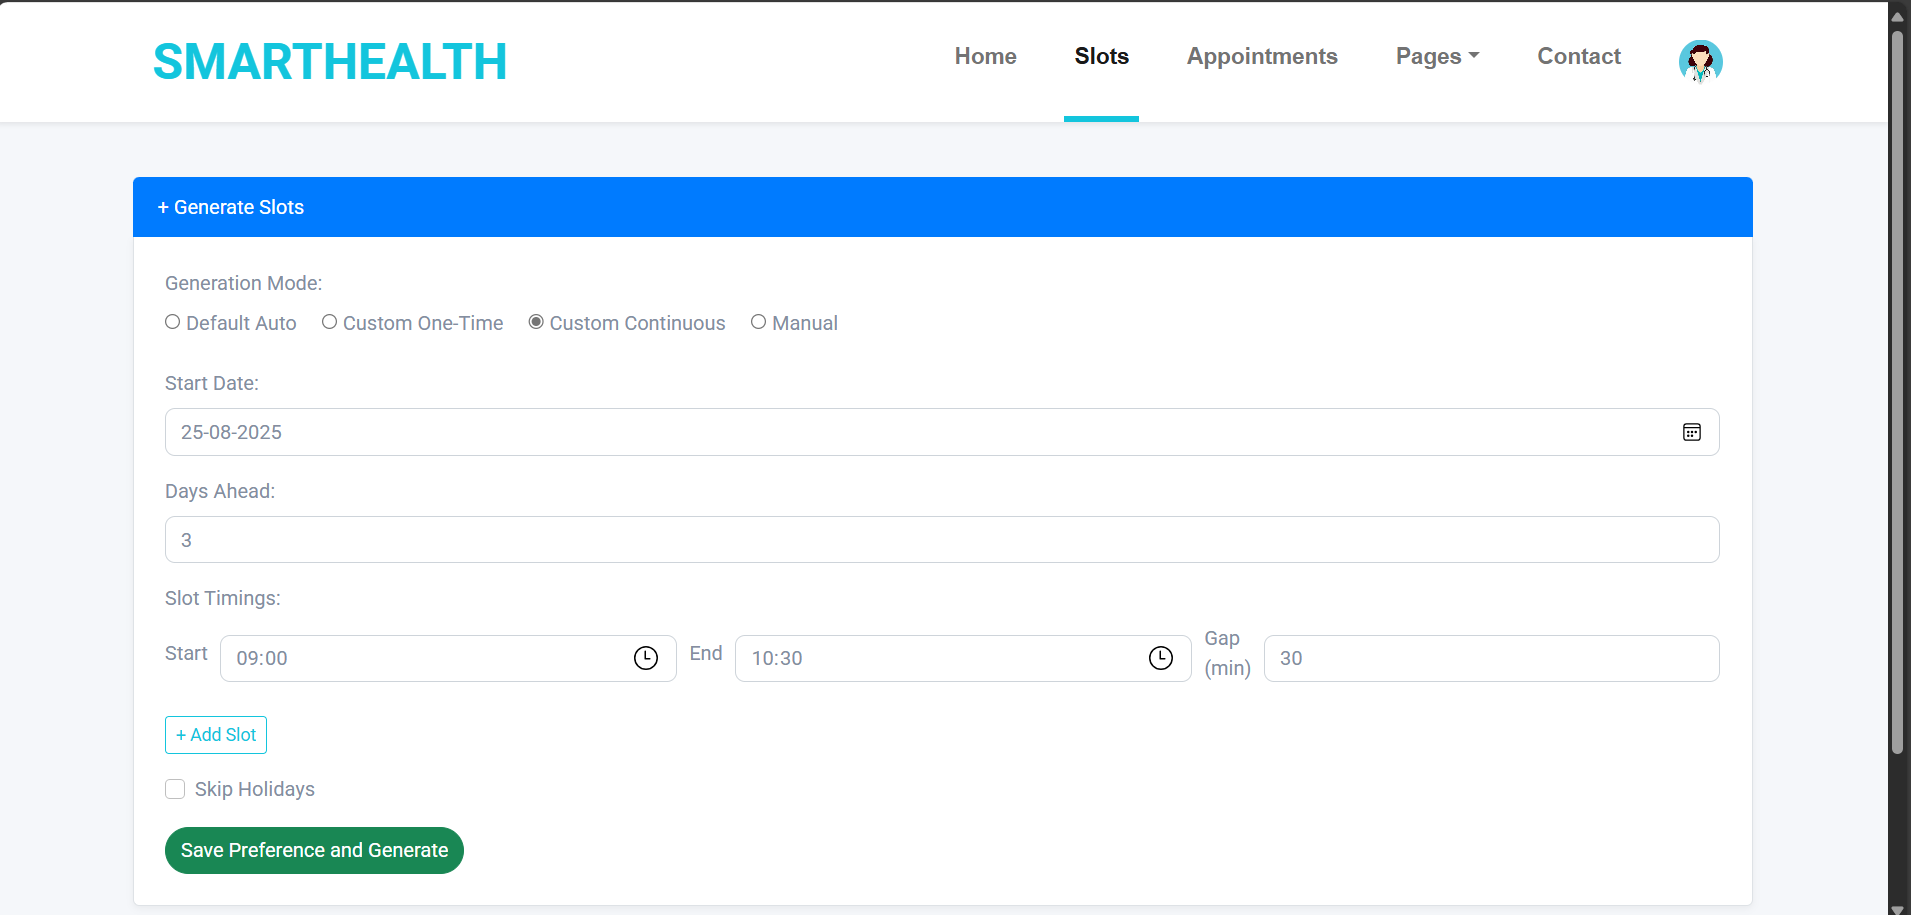 SMARTHEALTH
Home Slots Appointments Pages Contact
+ Generate Slots
Generation Mode:
Default Auto Custom One-Time Custom Continuous Manual
Start Date:
25-08-2025
Days Ahead:
3
Slot Timings:
Start 09:00 End 10:30 Gap (min) 30
+ Add Slot
Skip Holidays
Save Preference and Generate